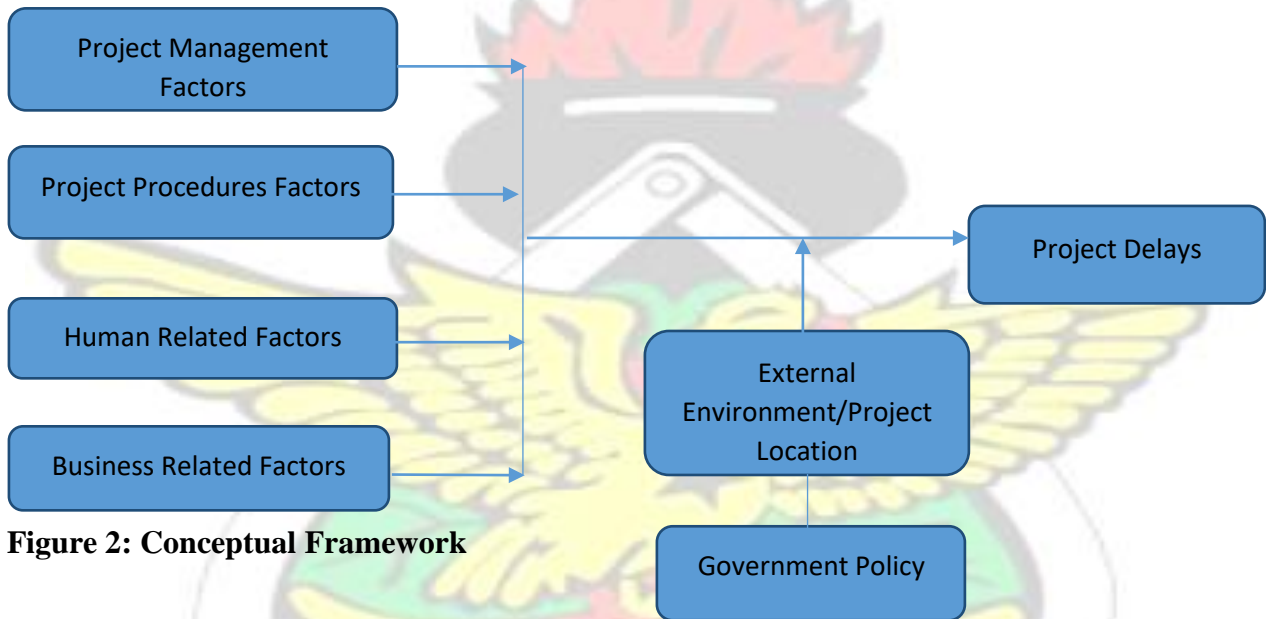 Project Management
Factors
Project Procedures Factors
Human Related Factors
Business Related Factors
Project Delays
External
Environment/Project
Location
Government Policy
Figure 2: Conceptual Framework